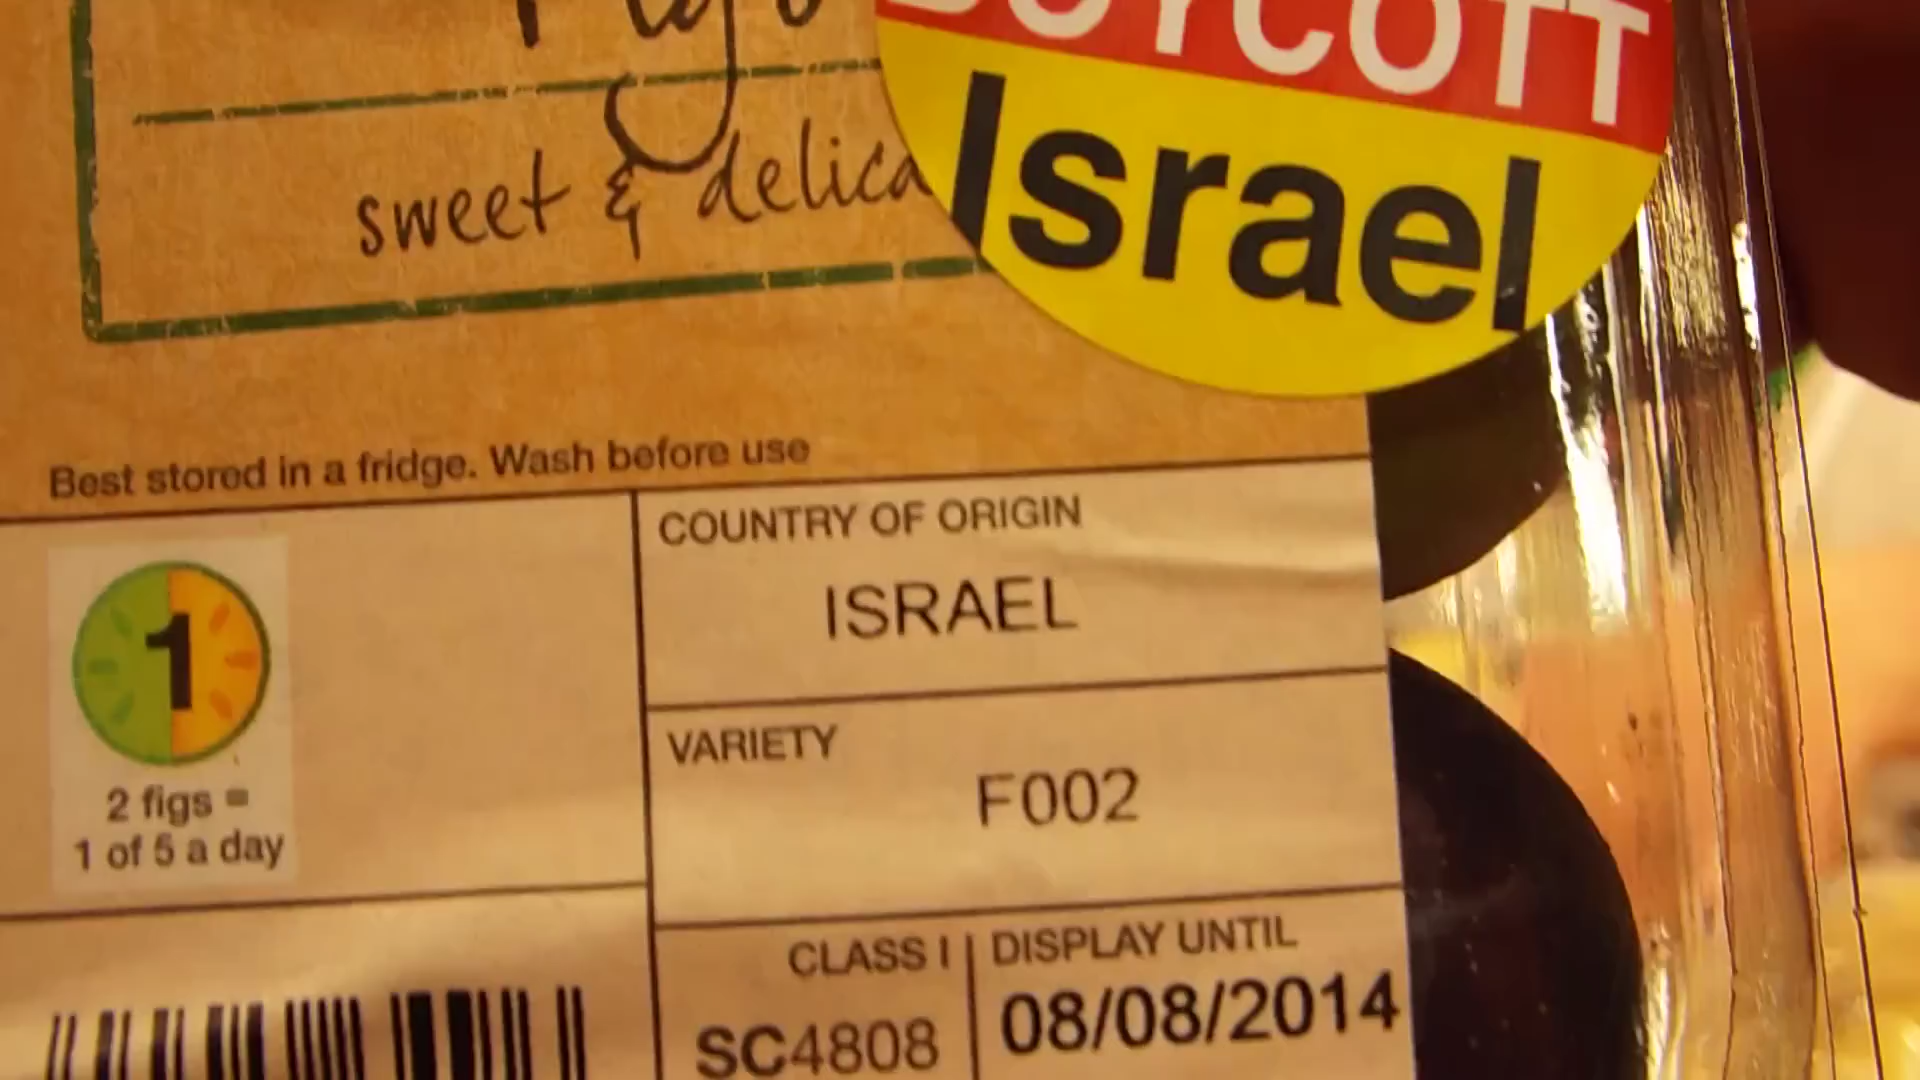 BOYCOTT
Israel
Figs
sweet & delica
Best stored in a fridge. Wash before use
1
2 figs =
1 of 5 a day
COUNTRY OF ORIGIN
ISRAEL
VARIETY
F002
CLASS I
SC4808
DISPLAY UNTIL
08/08/2014